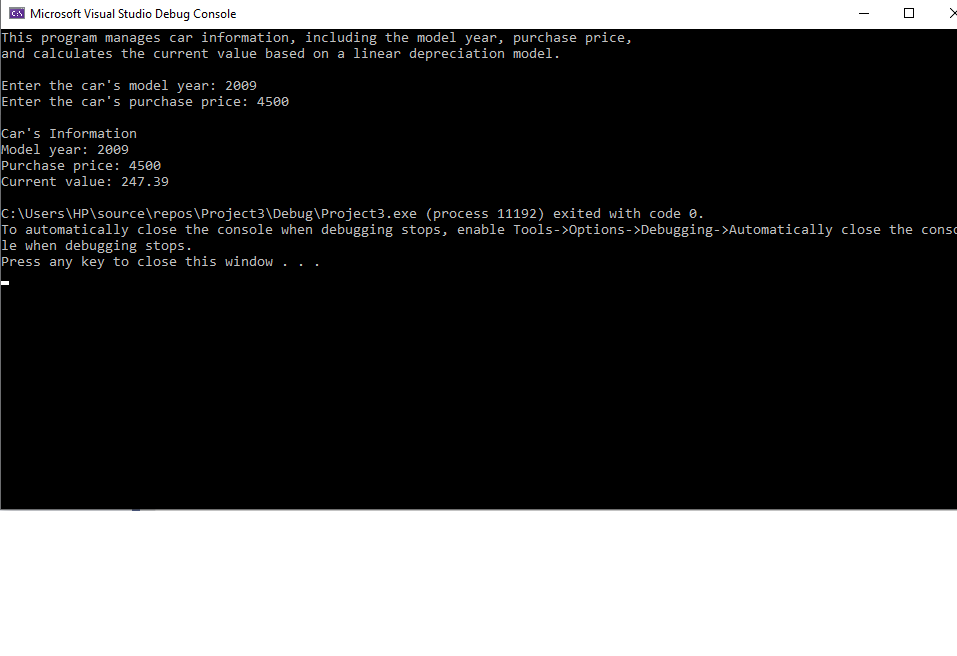 Microsoft Visual Studio Debug Console
This program manages car information, including the model year, purchase price,
and calculates the current value based on a linear depreciation model.
Enter the car's model year: 2009
Enter the car's purchase price: 4500
Car's Information
Model year: 2009
Purchase price: 4500
Current value: 247.39
C:\Users\HP\source\repos\Project3\Debug\Project3.exe (process 11192) exited with code 0.
To automatically close the console when debugging stops, enable Tools->Options->Debugging->Automatically close the conso
le when debugging stops.
Press any key to close this window . . .